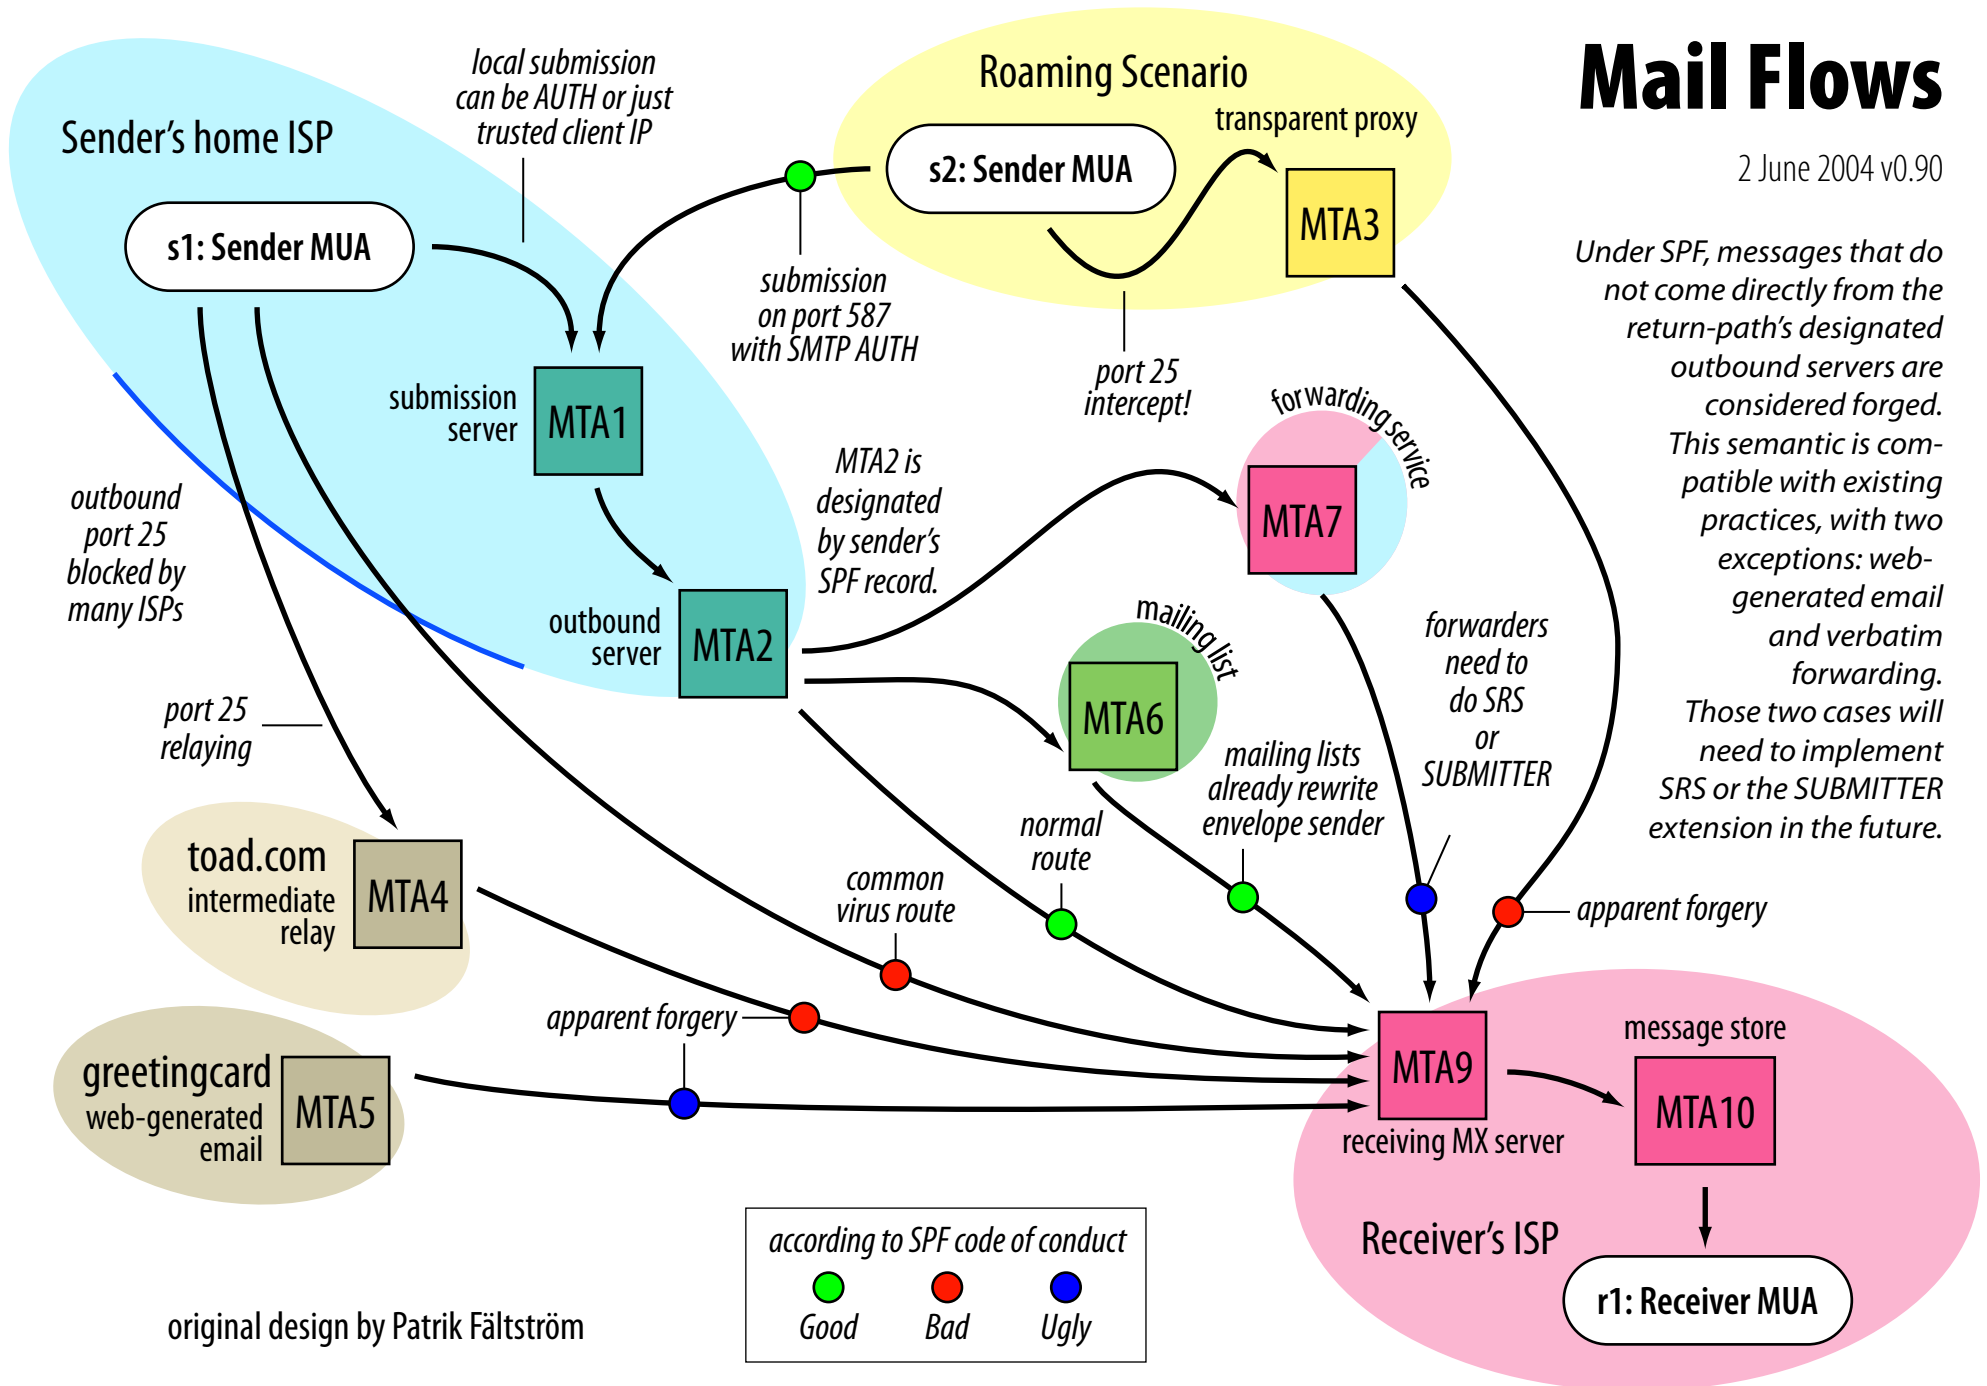 Mail Flows
2 June 2004 v0.90
Under SPF, messages that do
not come directly from the
return-path's designated
outbound servers are
considered forged.
This semantic is com-
patible with existing
practices, with two
exceptions: web-
generated email
and verbatim
forwarding.
Those two cases will
need to implement
SRS or the SUBMITTER
extension in the future.
Sender's home ISP
local submission
can be AUTH or just
trusted client IP
s1: Sender MUA
Roaming Scenario
transparent proxy
s2: Sender MUA
MTA3
submission
on port 587
with SMTP AUTH
port 25
intercept!
submission
server
MTA1
outbound
port 25
blocked by
many ISPs
MTA2 is
designated
by sender's
SPF record.
forwarding service
MTA7
outbound
server
MTA2
mailing list
MTA6
forwarders
need to
do SRS
or
SUBMITTER
port 25
relaying
mailing lists
already rewrite
envelope sender
normal
route
common
virus route
toad.com
intermediate
relay
MTA4
apparent forgery
apparent forgery
greetingcard
web-generated
email
MTA5
MTA9
receiving MX server
message store
MTA10
Receiver's ISP
r1: Receiver MUA
according to SPF code of conduct
Good
Bad
Ugly
original design by Patrik Fältström